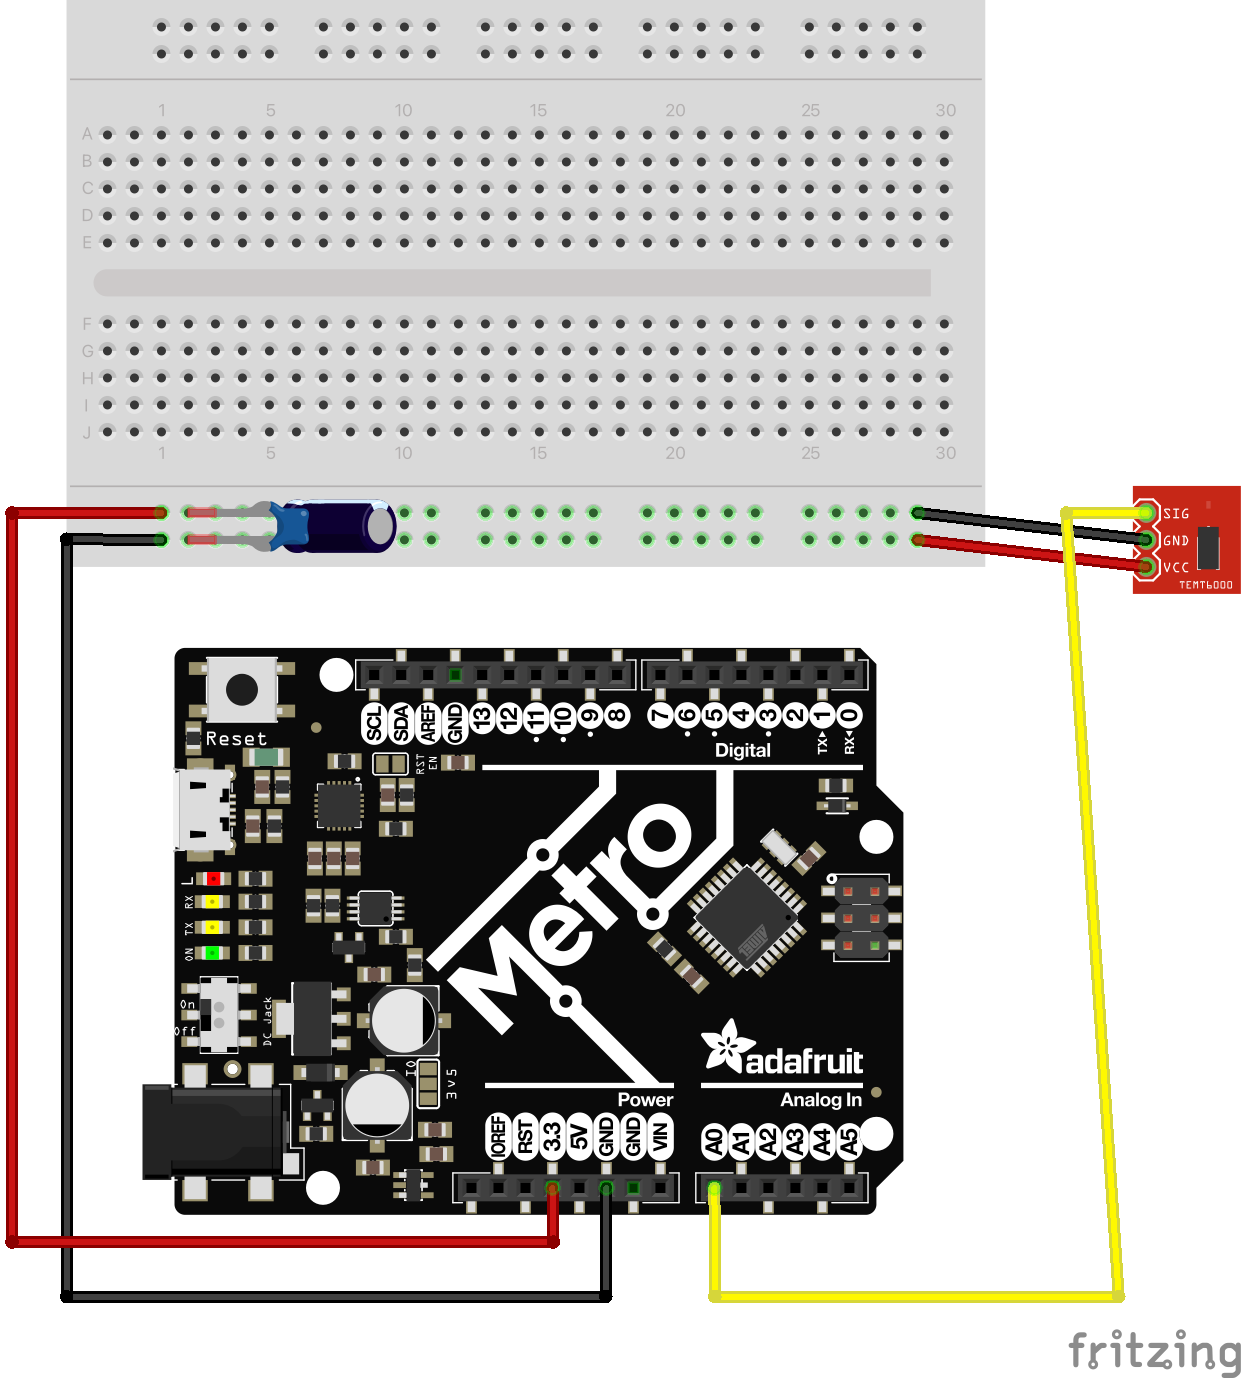 1 5 10 15 20 25 30
A
B
C
D
E
F
G
H
I
J
1 5 10 15 20 25 30
SIG
GND
VCC
TEMT6000
SCL SDA AREF GND 13 12 11 10 9 8 7 6 5 4 3 2 1 0
TX RX
Digital
Reset
RST
EN
L
RX
TX
ON
Metro
ATMEL
On
Off
DC Jack
IO
3v5
adafruit
Power
Analog In
IOREF RST 3.3 5V GND GND VIN A0 A1 A2 A3 A4 A5
fritzing